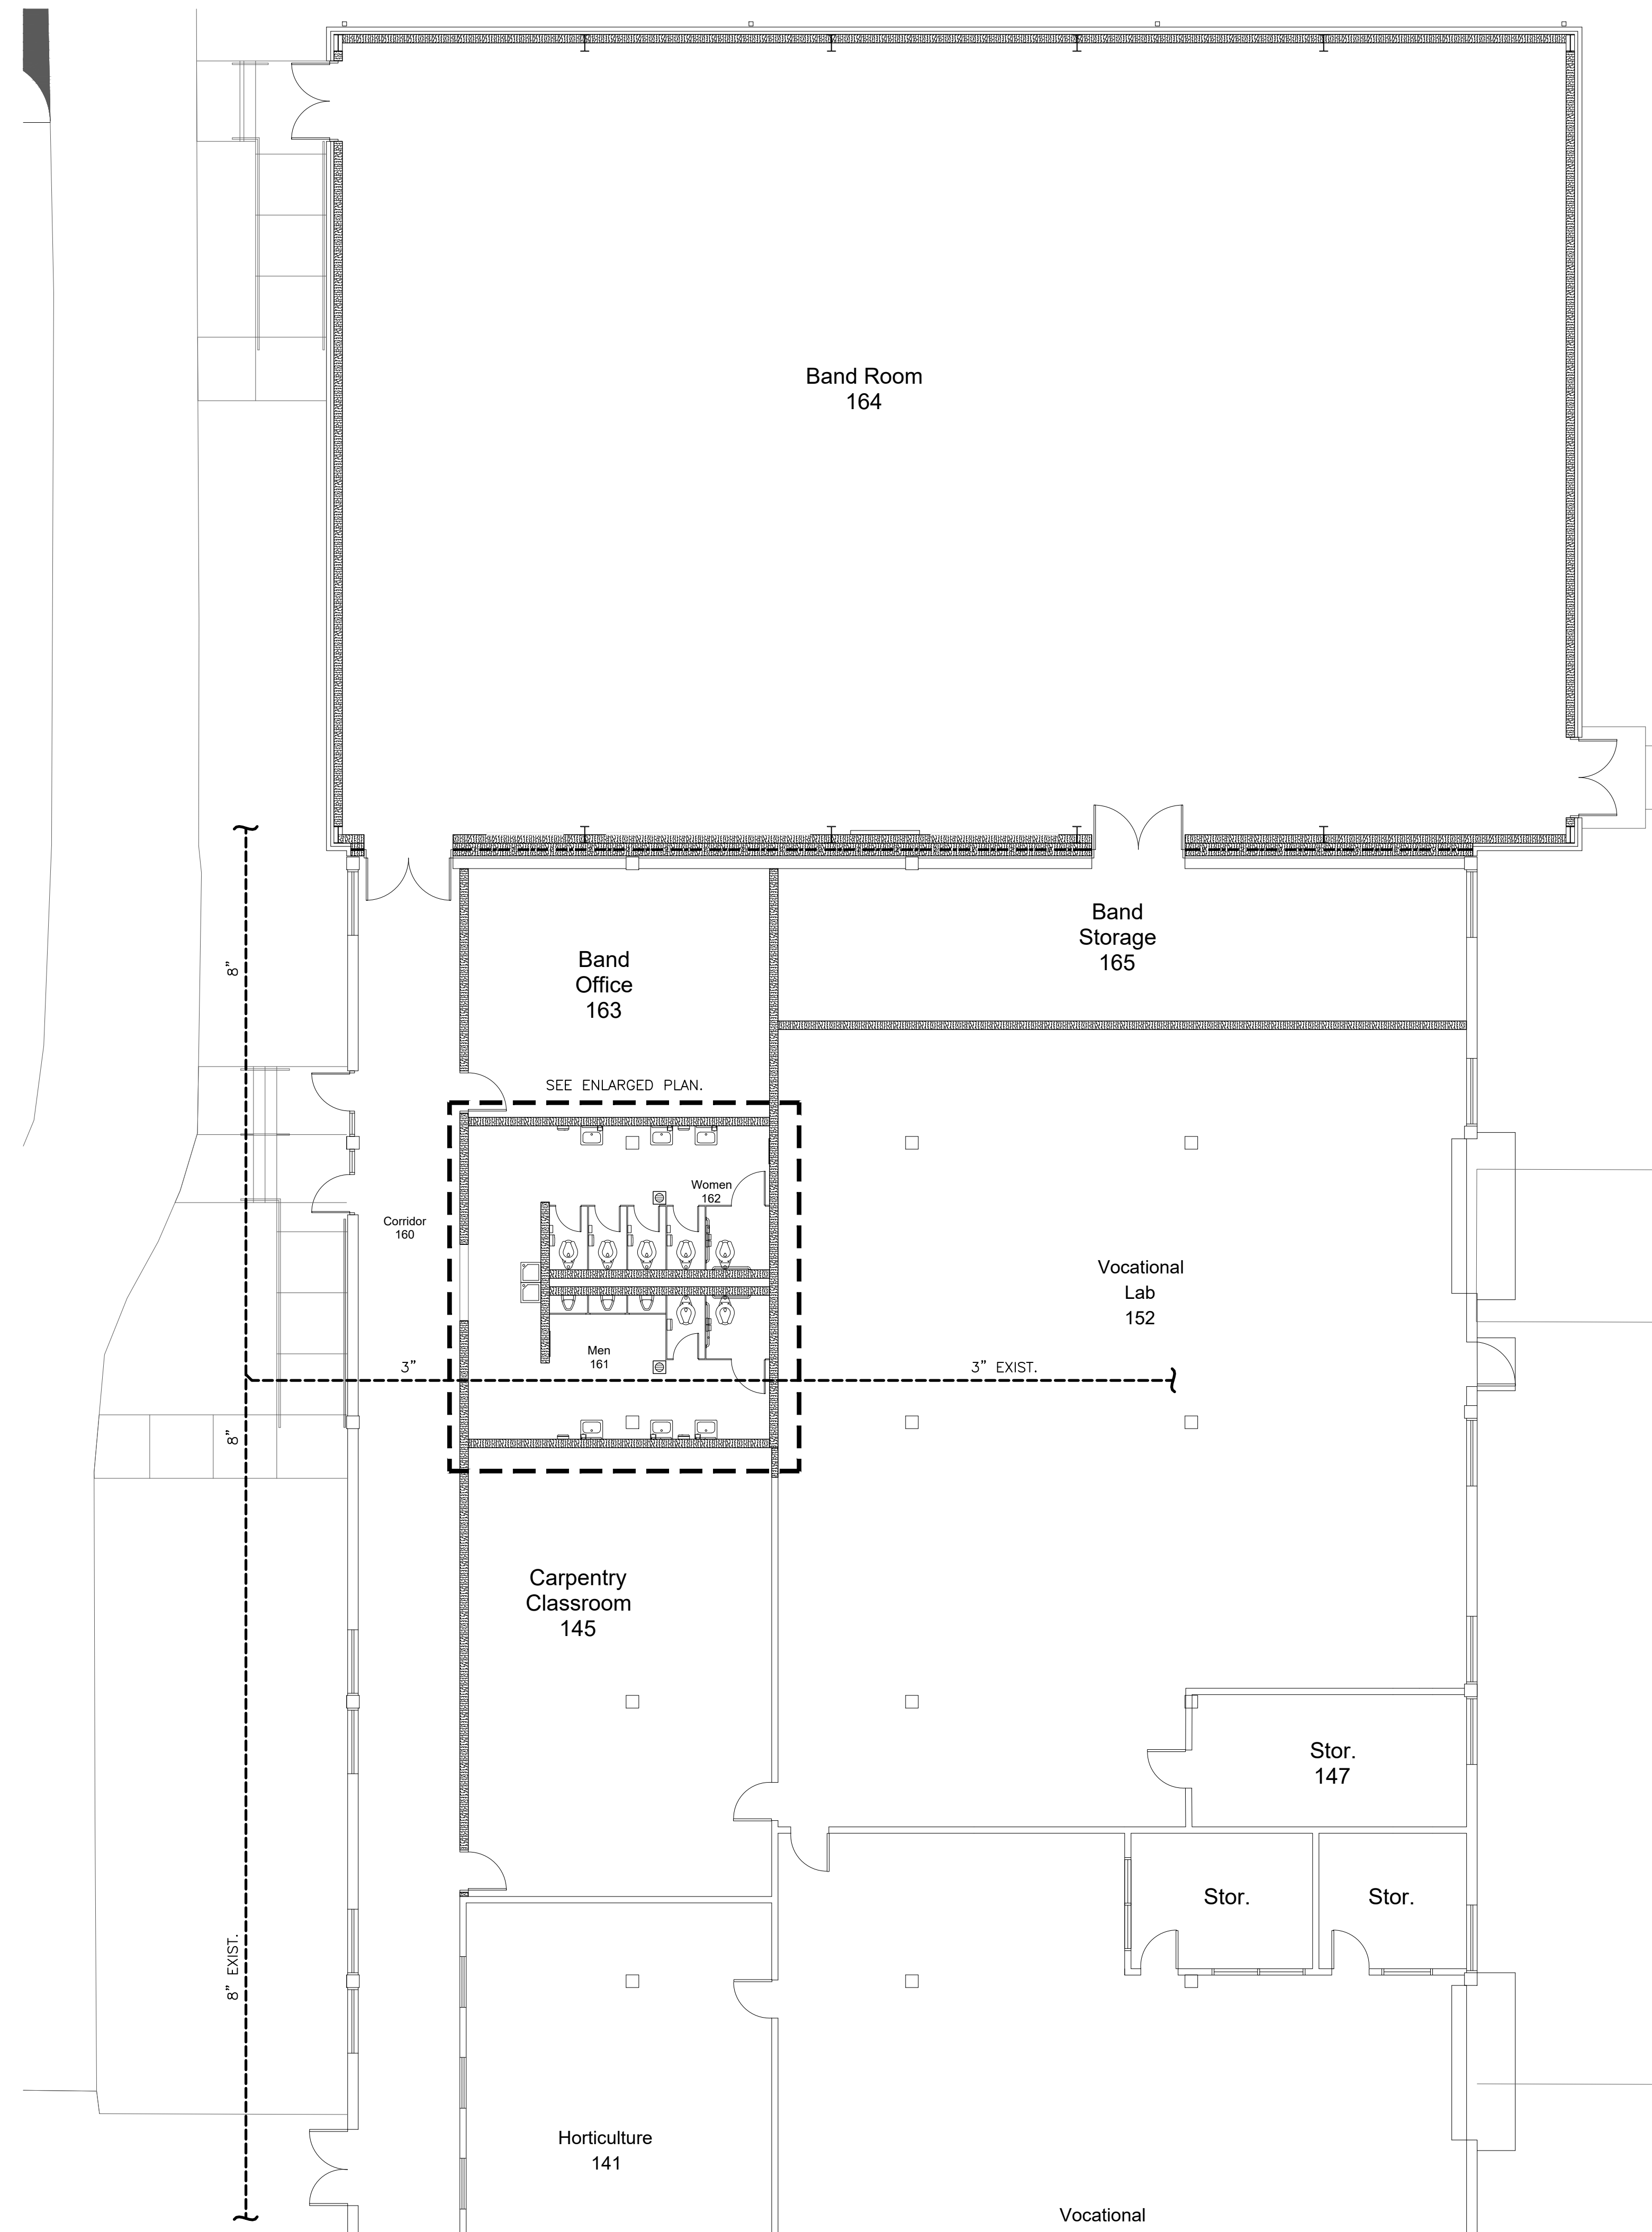 Band Room
164
Band
Storage
165
Band
Office
163
8”
SEE ENLARGED PLAN.
Women
162
Corridor
160
Vocational
Lab
152
Men
161
3”
3” EXIST.
8”
Carpentry
Classroom
145
Stor.
147
Stor.
Stor.
8” EXIST.
Horticulture
141
Vocational